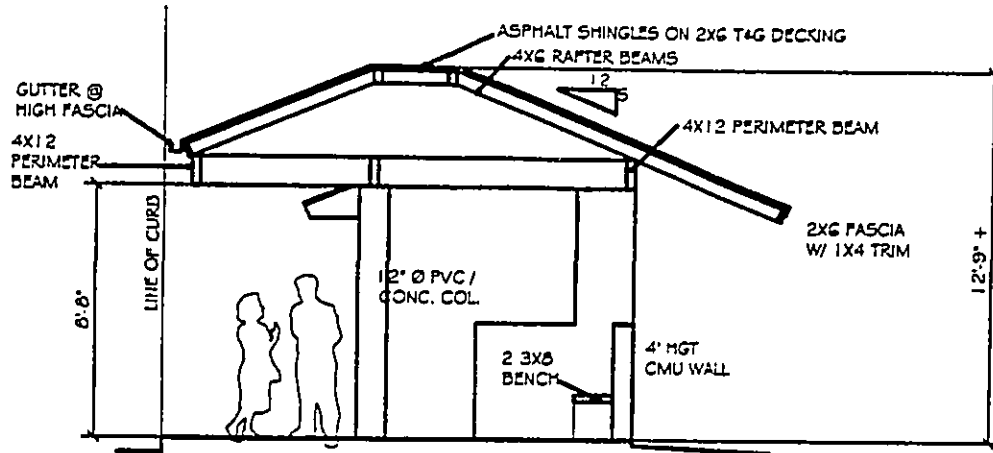 ASPHALT SHINGLES ON 2X6 T&G DECKING
4X6 RAFTER BEAMS
12
5
GUTTER @
HIGH FASCIA
4X12
PERIMETER
BEAM
4X12 PERIMETER BEAM
2X6 FASCIA
W/ 1X4 TRIM
LINE OF CURB
8'-8"
12" Ø PVC /
CONC. COL.
2 3X8
BENCH
4' HGT
CMU WALL
12'-9" +